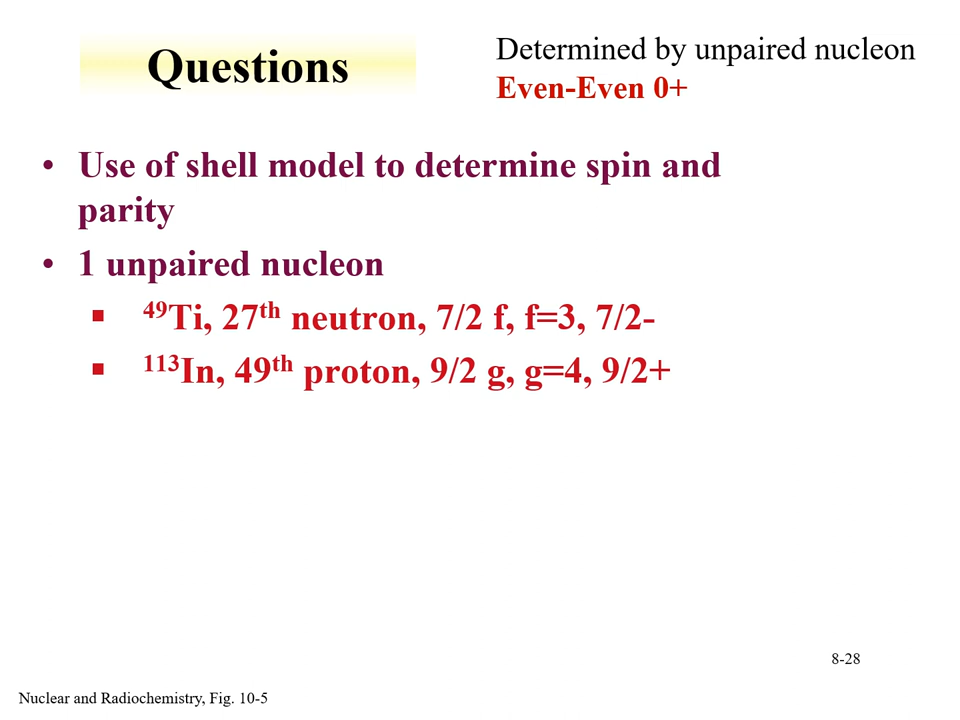 Questions
Determined by unpaired nucleon
Even-Even 0+
• Use of shell model to determine spin and
parity
• 1 unpaired nucleon
▪ ⁴⁹Ti, 27ᵗʰ neutron, 7/2 f, f=3, 7/2-
▪ ¹¹³In, 49ᵗʰ proton, 9/2 g, g=4, 9/2+
8-28
Nuclear and Radiochemistry, Fig. 10-5